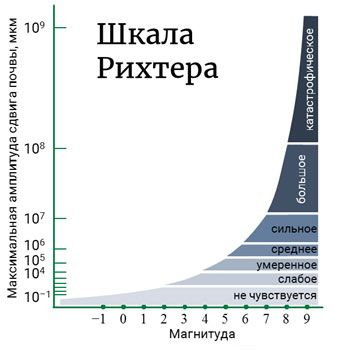 Шкала
Рихтера
Максимальная амплитуда сдвига почвы, мкм
10⁹
10⁸
10⁷
10⁶
10⁵
10⁴
10⁻¹
катастрофическое
большое
сильное
среднее
умеренное
слабое
не чувствуется
−1 0 1 2 3 4 5 6 7 8 9
Магнитуда